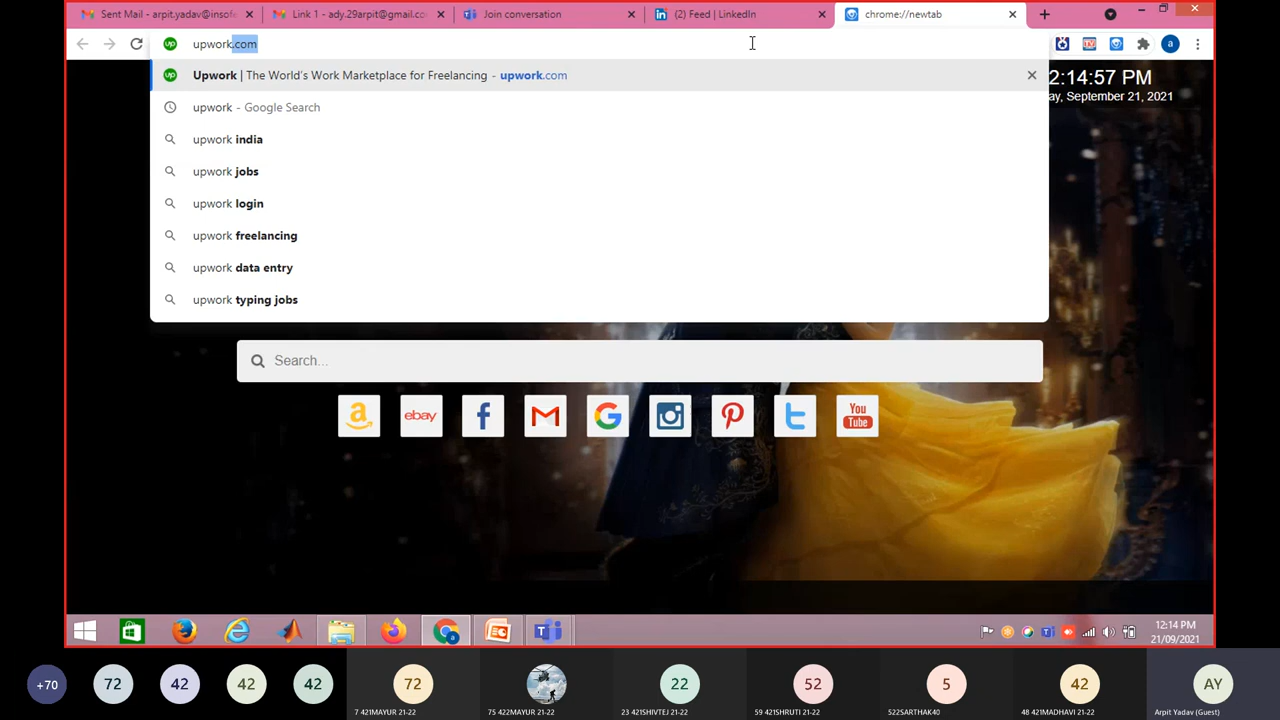 Sent Mail - arpit.yadav@insofe
Link 1 - ady.29arpit@gmail.co
Join conversation
(2) Feed | LinkedIn
chrome://newtab
upwork.com
Upwork | The World's Work Marketplace for Freelancing - upwork.com
2:14:57 PM
ay, September 21, 2021
upwork - Google Search
upwork india
upwork jobs
upwork login
upwork freelancing
upwork data entry
upwork typing jobs
Search...
ebay
You Tube
12:14 PM
21/09/2021
+70
72
42
42
42
72
22
52
5
42
AY
7 421MAYUR 21-22
75 422MAYUR 21-22
23 421SHIVTEJ 21-22
59 421SHRUTI 21-22
522SARTHAK40
48 421MADHAVI 21-22
Arpit Yadav (Guest)